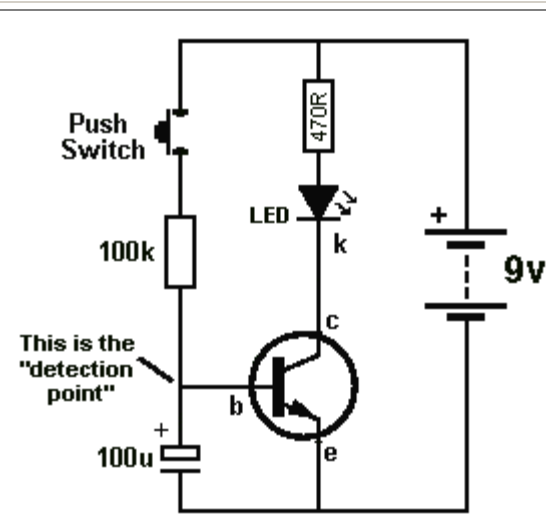 Push
Switch
470R
LED
k
+
9v
100k
c
This is the
"detection
point"
b
+
100u
e